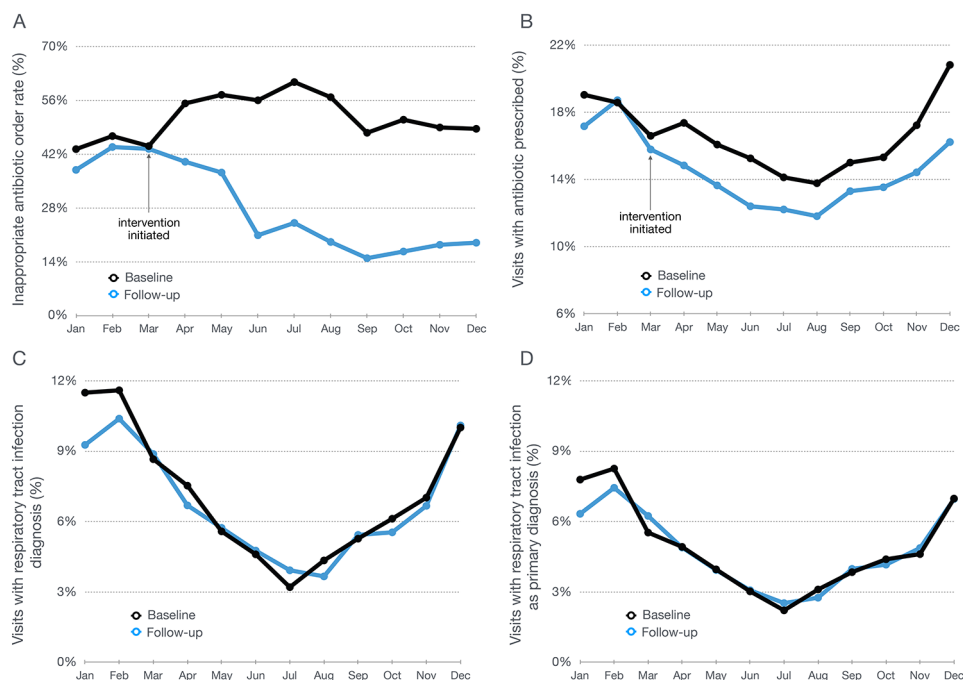 A
Inappropriate antibiotic order rate (%)
70%
56%
42%
28%
14%
0%
intervention
initiated
Baseline
Follow-up
Jan Feb Mar Apr May Jun Jul Aug Sep Oct Nov Dec
B
Visits with antibiotic prescribed (%)
22%
18%
14%
10%
6%
intervention
initiated
Baseline
Follow-up
Jan Feb Mar Apr May Jun Jul Aug Sep Oct Nov Dec
C
Visits with respiratory tract infection
diagnosis (%)
12%
9%
6%
3%
0%
Baseline
Follow-up
Jan Feb Mar Apr May Jun Jul Aug Sep Oct Nov Dec
D
Visits with respiratory tract infection
as primary diagnosis (%)
12%
9%
6%
3%
0%
Baseline
Follow-up
Jan Feb Mar Apr May Jun Jul Aug Sep Oct Nov Dec